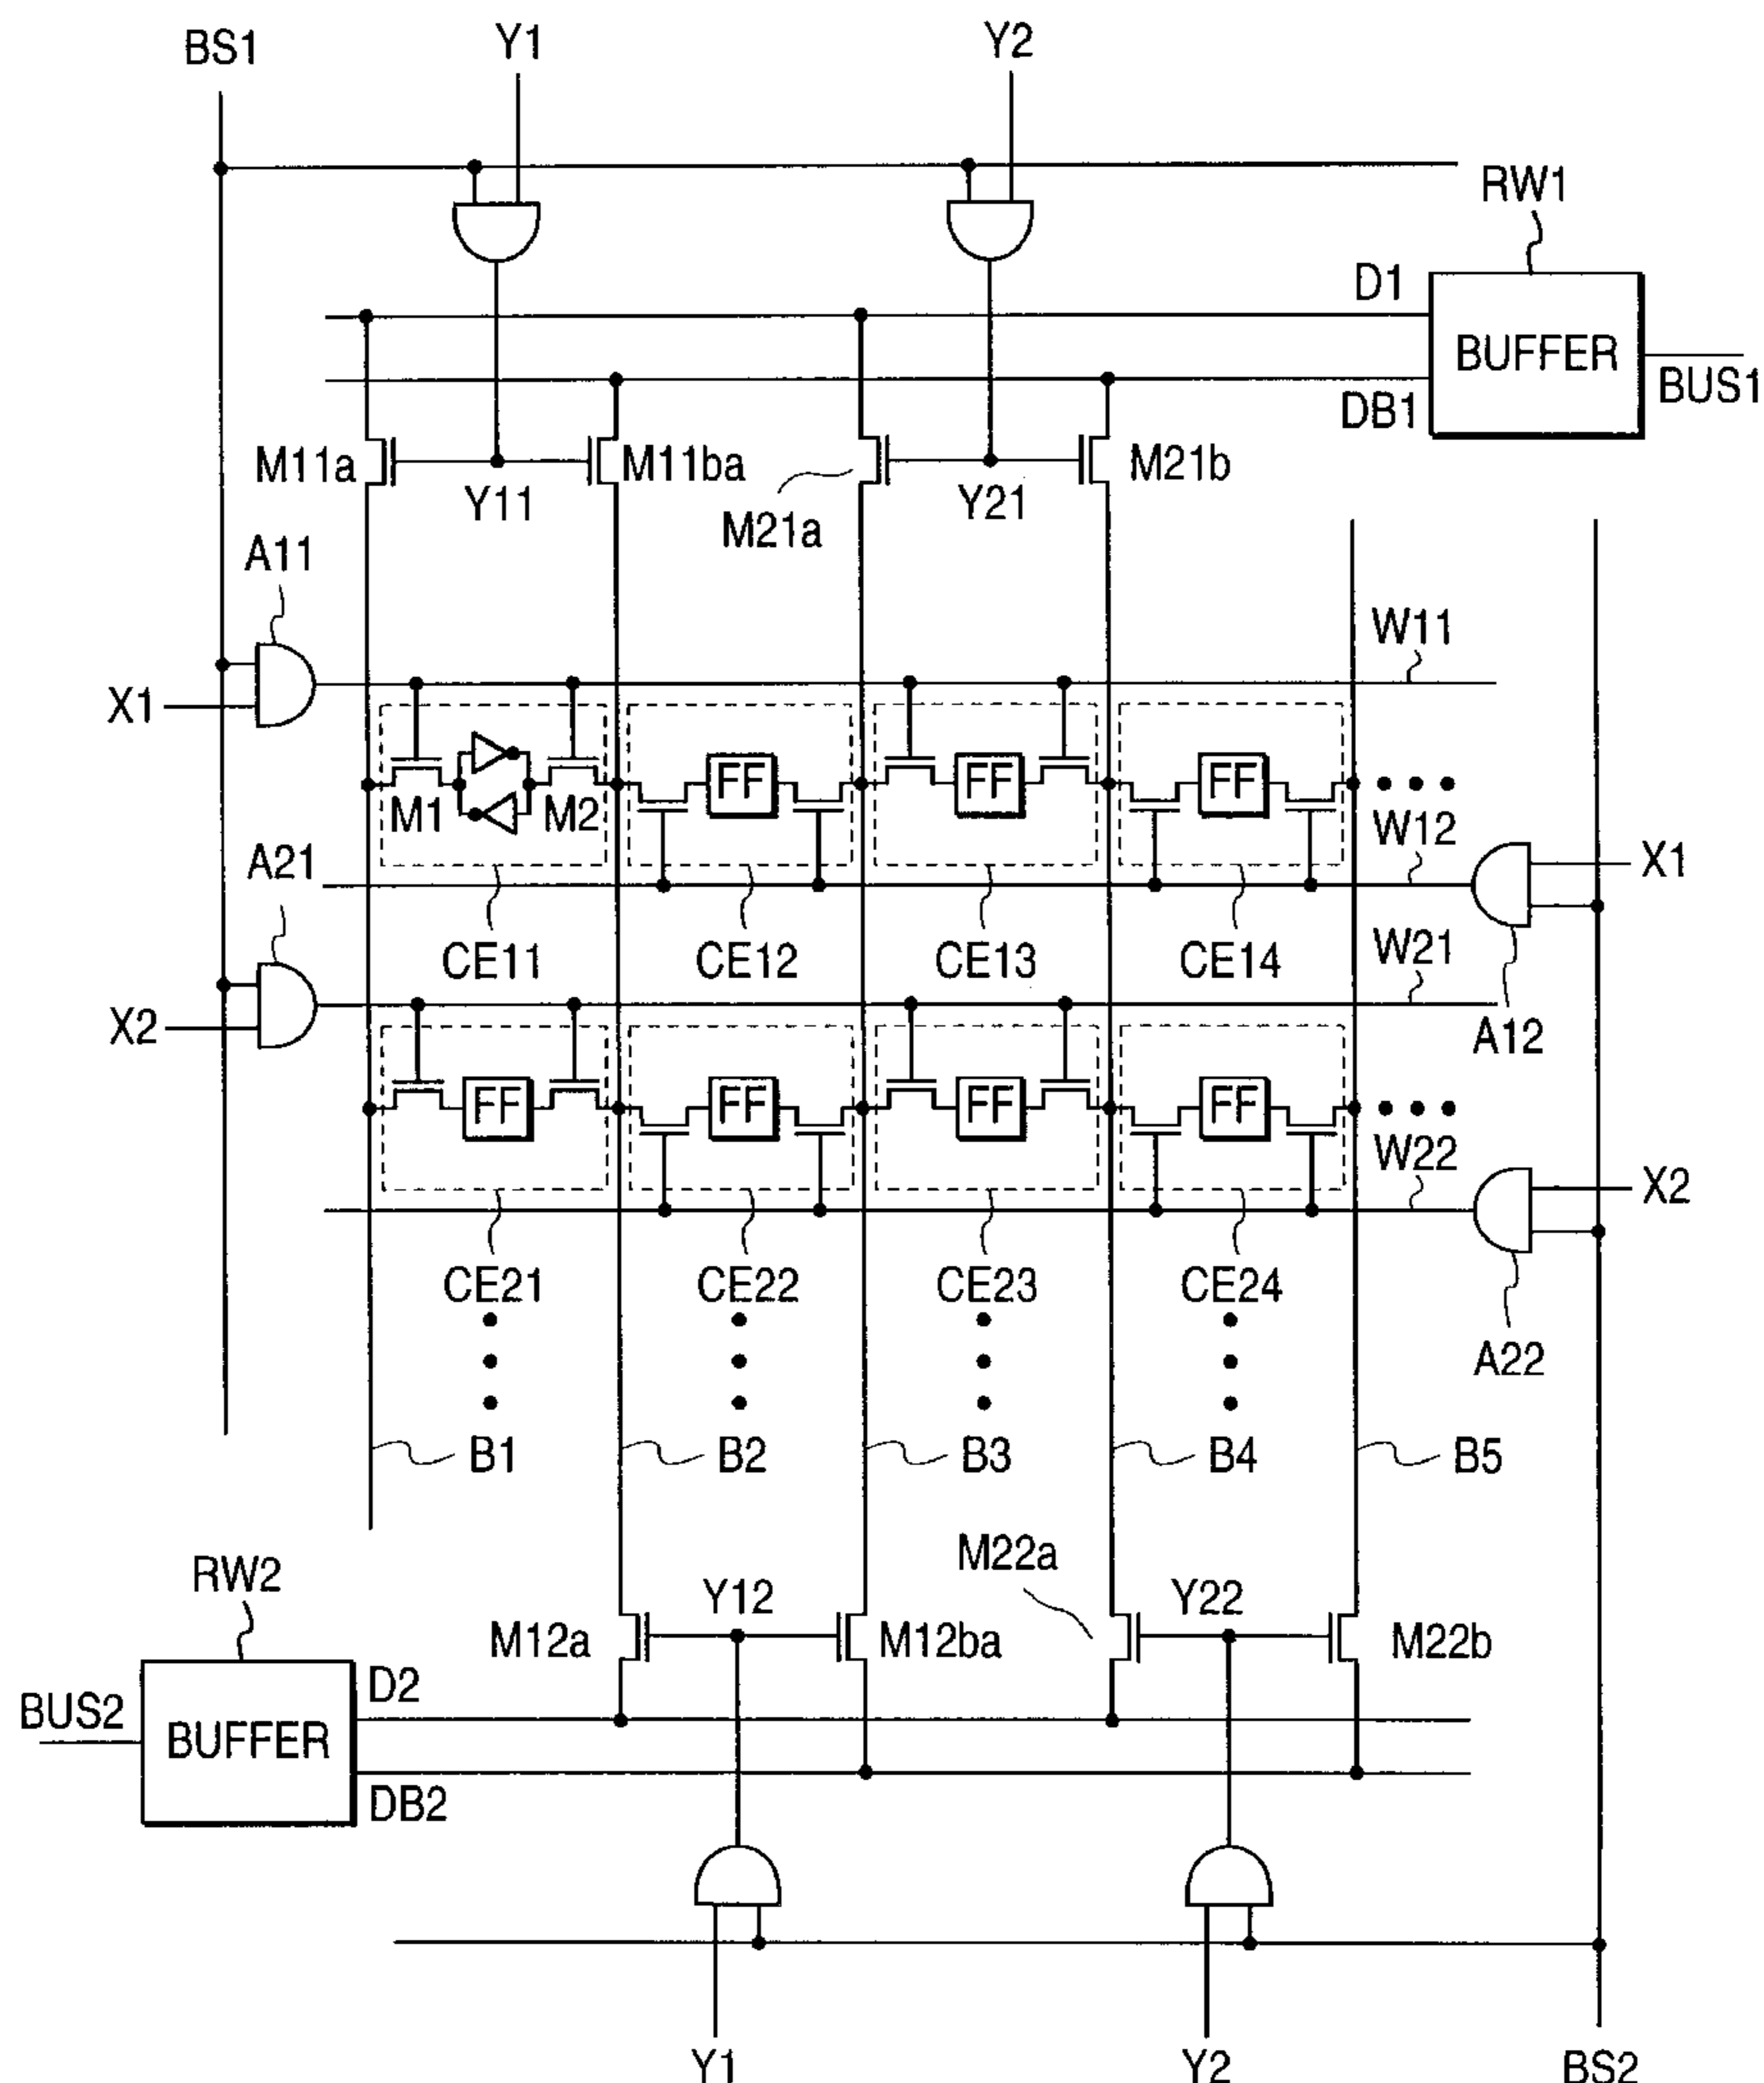 BS1
Y1
Y2
RW1
D1
BUFFER
BUS1
DB1
M11a
M11ba
M21b
Y11
Y21
M21a
A11
W11
X1
FF
FF
FF
M1
M2
W12
X1
A21
CE11
CE12
CE13
CE14
W21
X2
A12
FF
FF
FF
FF
W22
X2
CE21
CE22
CE23
CE24
A22
B1
B2
B3
B4
B5
M22a
RW2
Y12
Y22
M12a
M12ba
M22b
D2
BUS2
BUFFER
DB2
Y1
Y2
BS2